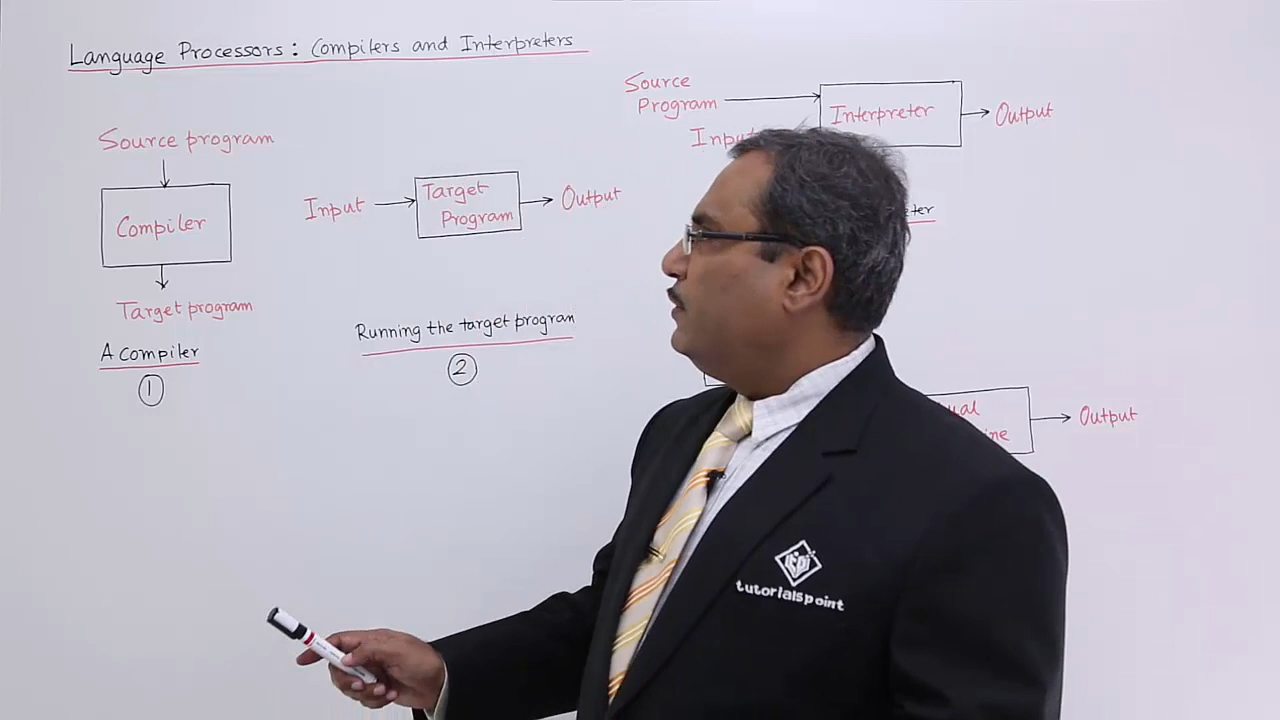 Language Processors: Compilers and Interpreters
Source program
Compiler
Target program
A compiler
1
Input
Target
Program
Output
Running the target program
2
Source
Program
Input
Interpreter
Output
Output
tutorialspoint